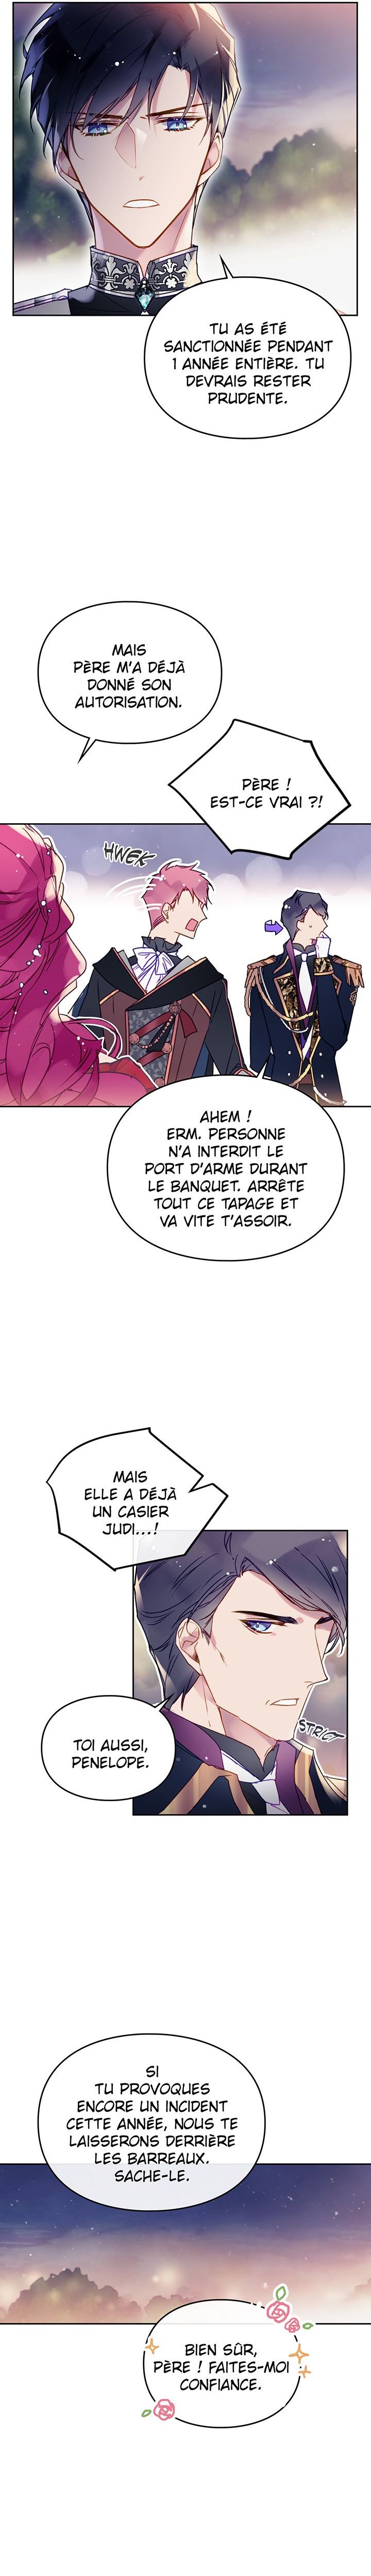 TU AS ÉTÉ
SANCTIONNÉE PENDANT
1 ANNÉE ENTIÈRE. TU
DEVRAIS RESTER
PRUDENTE.
MAIS
PÈRE M'A DÉJÀ
DONNÉ SON
AUTORISATION.
PÈRE !
EST-CE VRAI ?!
HWEK
AHEM !
ERM. PERSONNE
N'A INTERDIT LE
PORT D'ARME DURANT
LE BANQUET. ARRÊTE
TOUT CE TAPAGE ET
VA VITE T'ASSOIR.
MAIS
ELLE A DÉJÀ
UN CASIER
JUDI...!
STRICT
TOI AUSSI,
PENELOPE.
SI
TU PROVOQUES
ENCORE UN INCIDENT
CETTE ANNÉE, NOUS TE
LAISSERONS DERRIÈRE
LES BARREAUX.
SACHE-LE.
BIEN SÛR,
PÈRE ! FAITES-MOI
CONFIANCE.